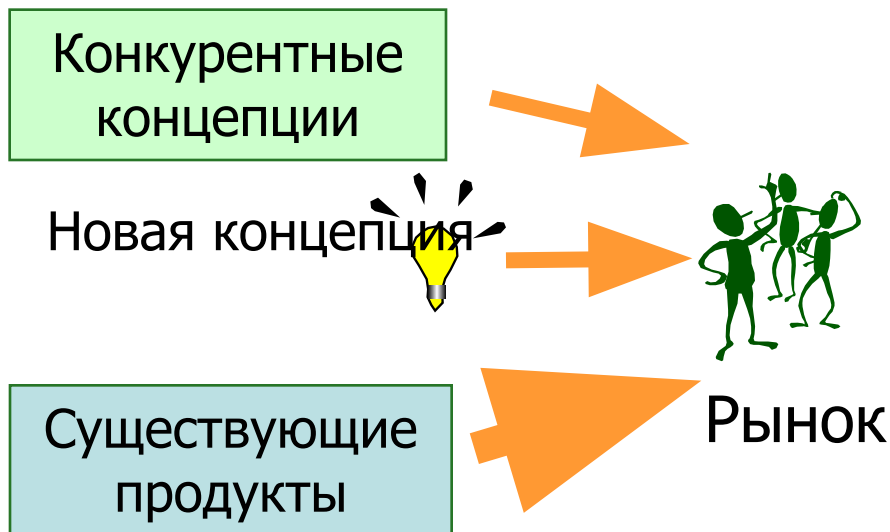 Конкурентные
концепции
Новая концепция
Существующие
продукты
Рынок